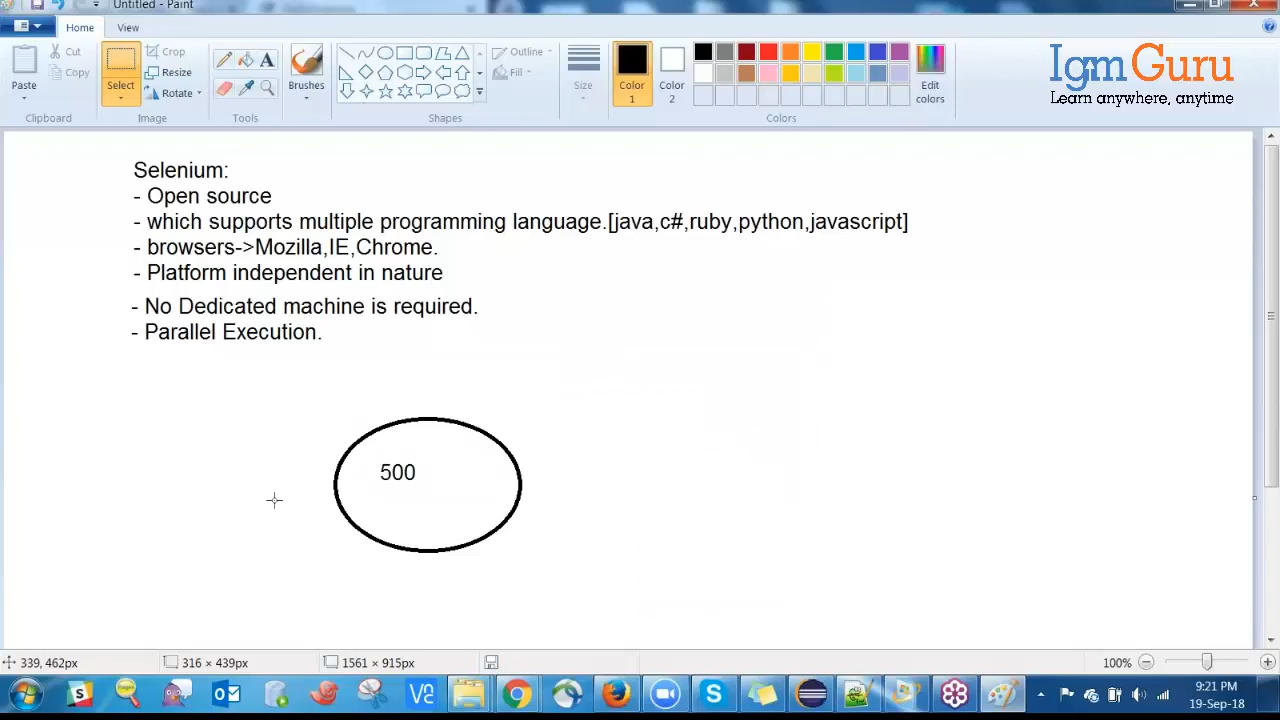 Untitled - Paint
Home
View
Paste
Cut
Copy
Clipboard
Select
Crop
Resize
Rotate
Image
Tools
Brushes
Shapes
Outline
Fill
Size
Color 1
Color 2
Edit colors
Colors
IgmGuru
Learn anywhere, anytime
Selenium:
- Open source
- which supports multiple programming language.[java,c#,ruby,python,javascript]
- browsers->Mozilla,IE,Chrome.
- Platform independent in nature
- No Dedicated machine is required.
- Parallel Execution.
500
339, 462px
316 × 439px
1561 × 915px
100%
9:21 PM
19-Sep-18